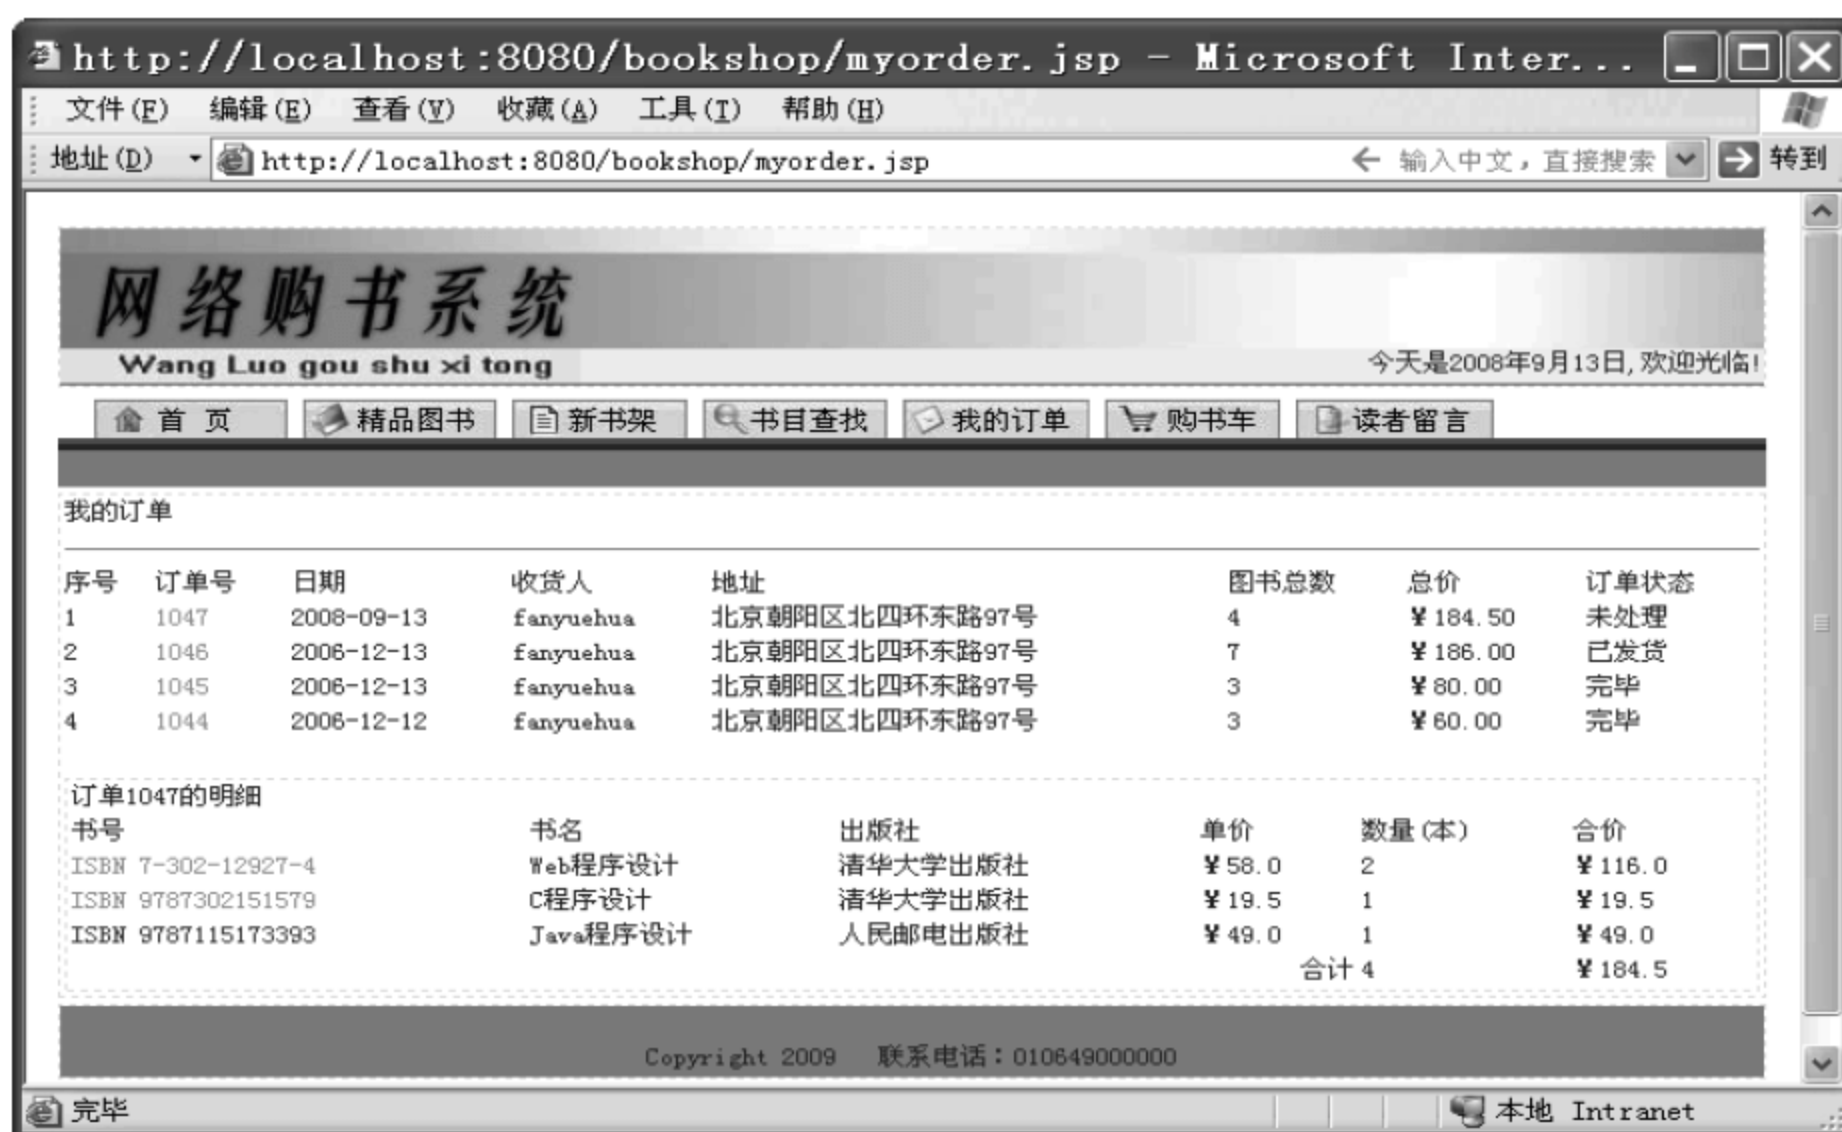 http://localhost:8080/bookshop/myorder.jsp - Microsoft Inter...
文件(F) 编辑(E) 查看(V) 收藏(A) 工具(T) 帮助(H)
地址(D) http://localhost:8080/bookshop/myorder.jsp 输入中文，直接搜索 转到
网络购书系统
Wang Luo gou shu xi tong 今天是2008年9月13日,欢迎光临!
首 页 精品图书 新书架 书目查找 我的订单 购书车 读者留言
我的订单
序号 订单号 日期 收货人 地址 图书总数 总价 订单状态
1 1047 2008-09-13 fanyuehua 北京朝阳区北四环东路97号 4 ¥184.50 未处理
2 1046 2006-12-13 fanyuehua 北京朝阳区北四环东路97号 7 ¥186.00 已发货
3 1045 2006-12-13 fanyuehua 北京朝阳区北四环东路97号 3 ¥80.00 完毕
4 1044 2006-12-12 fanyuehua 北京朝阳区北四环东路97号 3 ¥60.00 完毕
订单1047的明细
书号 书名 出版社 单价 数量(本) 合价
ISBN 7-302-12927-4 Web程序设计 清华大学出版社 ¥58.0 2 ¥116.0
ISBN 9787302151579 C程序设计 清华大学出版社 ¥19.5 1 ¥19.5
ISBN 9787115173393 Java程序设计 人民邮电出版社 ¥49.0 1 ¥49.0
合计 4 ¥184.5
Copyright 2009 联系电话：010649000000
完毕 本地 Intranet